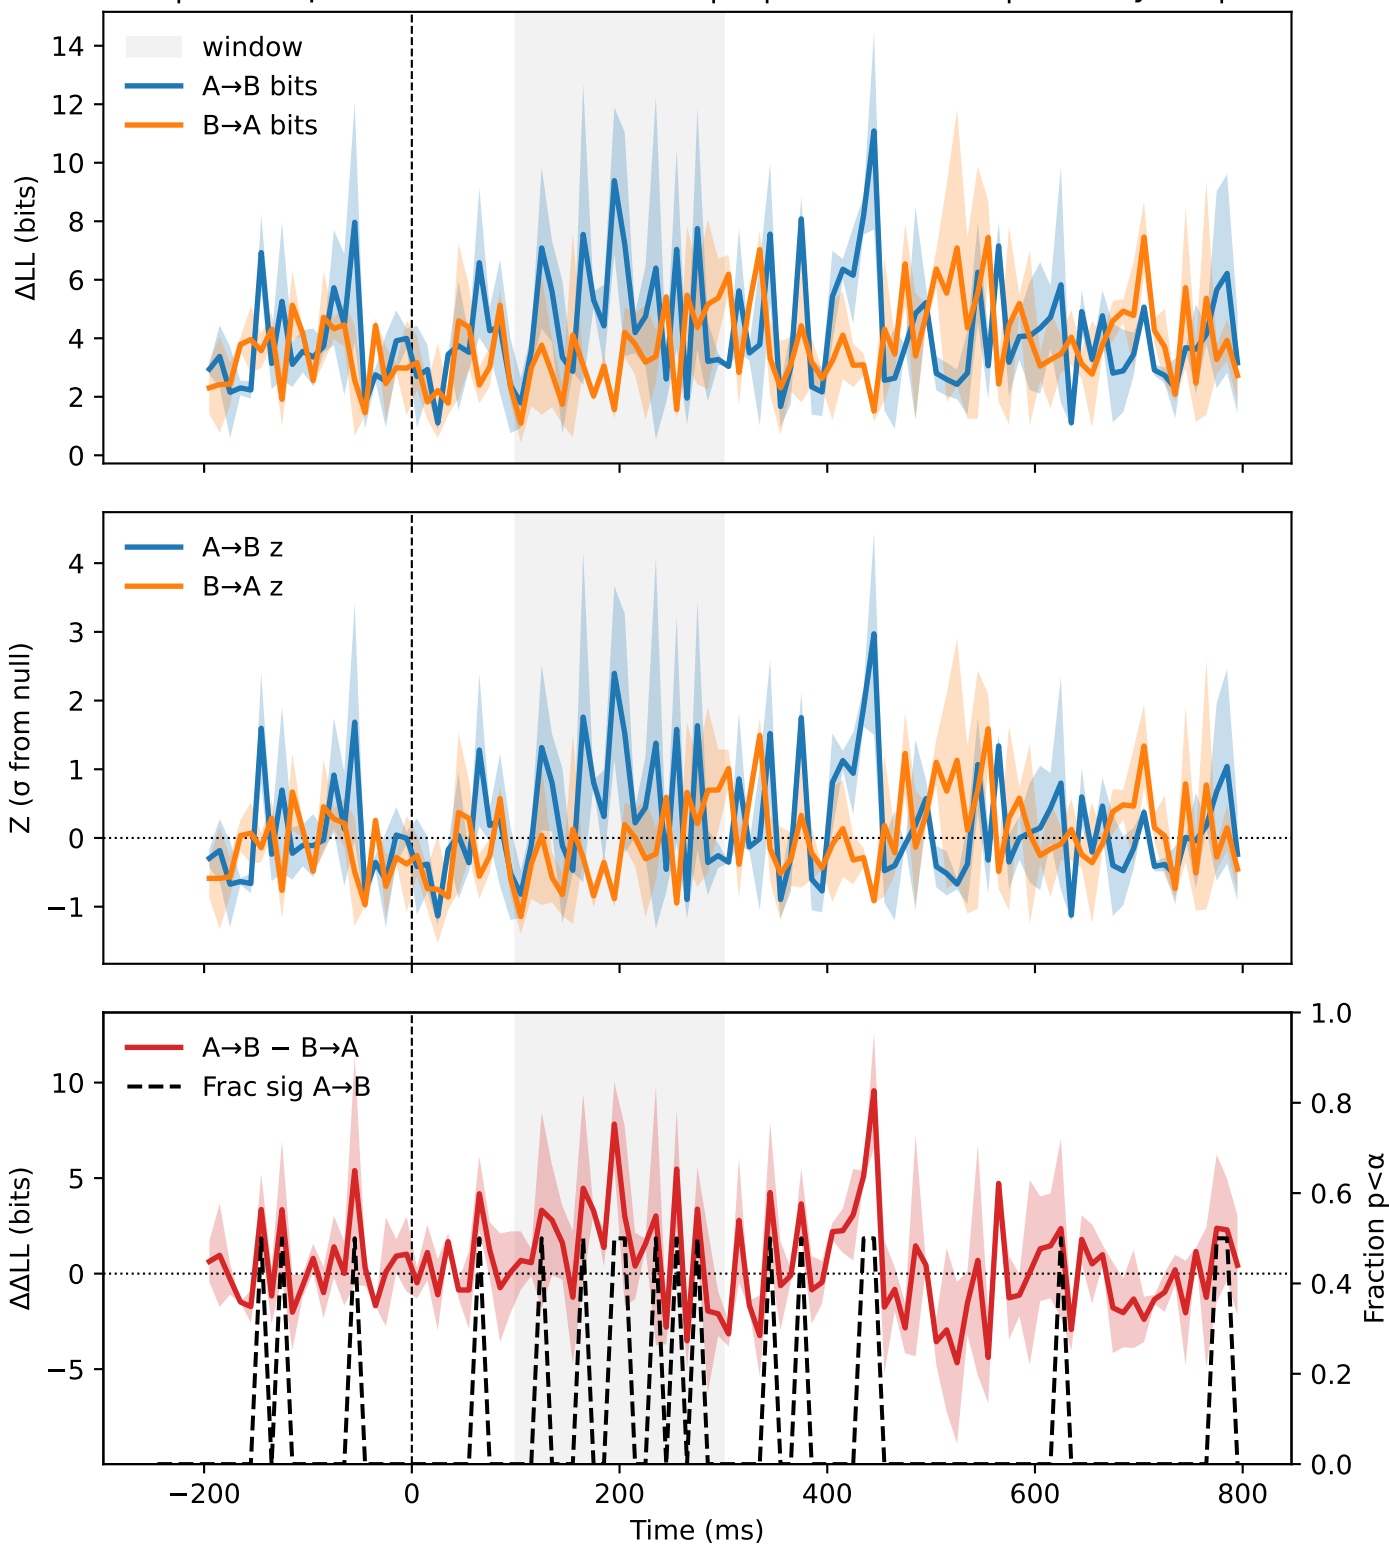 window
A→B bits
B→A bits
14
12
10
8
6
4
2
0
ΔLL (bits)
A→B z
B→A z
4
3
2
1
0
−1
Z (σ from null)
A→B − B→A
Frac sig A→B
10
5
0
−5
ΔΔLL (bits)
1.0
0.8
0.6
0.4
0.2
0.0
Fraction p<α
−200
0
200
400
600
800
Time (ms)